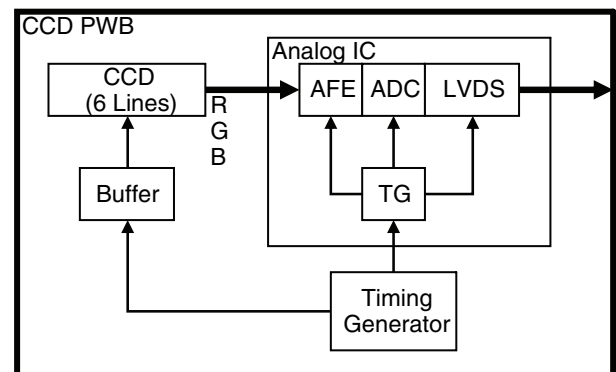 CCD PWB
Analog IC
CCD
(6 Lines)
R
G
B
AFE
ADC
LVDS
Buffer
TG
Timing
Generator